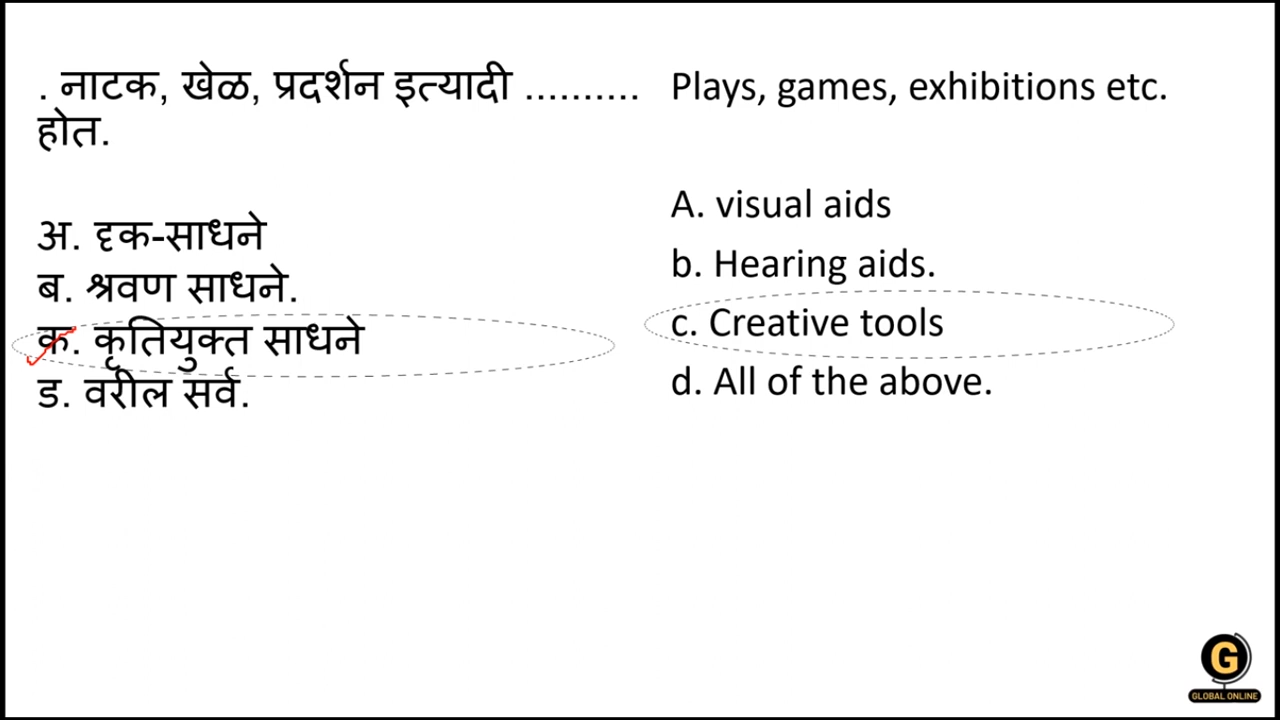 . नाटक, खेळ, प्रदर्शन इत्यादी ..........
होत.
अ. दृक-साधने
ब. श्रवण साधने.
क. कृतियुक्त साधने
ड. वरील सर्व.
Plays, games, exhibitions etc.
A. visual aids
b. Hearing aids.
c. Creative tools
d. All of the above.
G
GLOBAL ONLINE